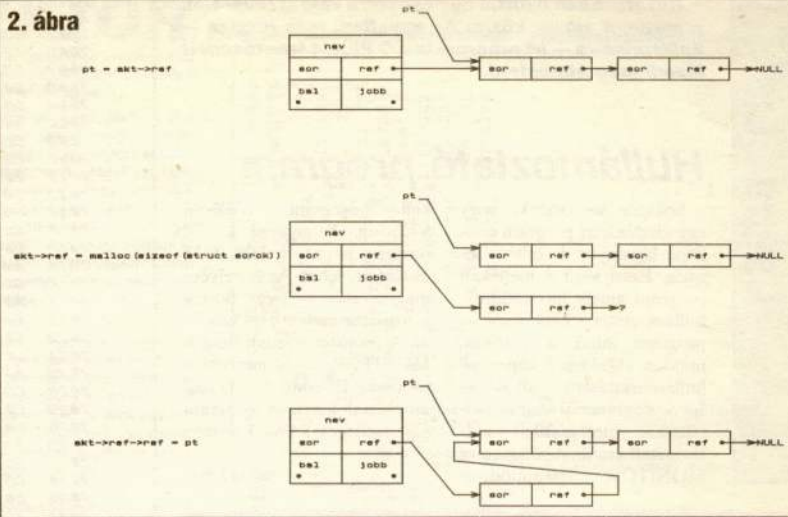 2. ábra
pt
nev
pt = akt->ref
sor ref sor ref sor ref NULL
bal jobb
pt
nev
akt->ref = malloc(sizeof(struct sorok))
sor ref sor ref sor ref NULL
bal jobb
sor ref ?
pt
nev
akt->ref->ref = pt
sor ref sor ref sor ref NULL
bal jobb
sor ref